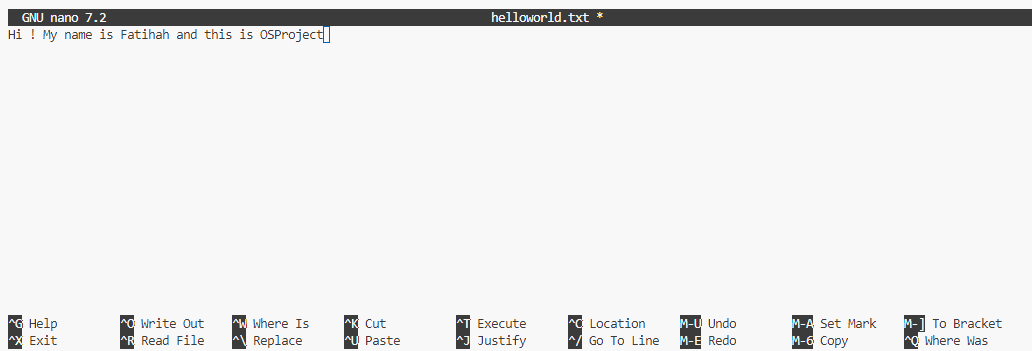 GNU nano 7.2 helloworld.txt *
Hi ! My name is Fatihah and this is OSProject
^G Help ^O Write Out ^W Where Is ^K Cut ^T Execute ^C Location M-U Undo M-A Set Mark M-] To Bracket
^X Exit ^R Read File ^\ Replace ^U Paste ^J Justify ^/ Go To Line M-E Redo M-6 Copy ^Q Where Was